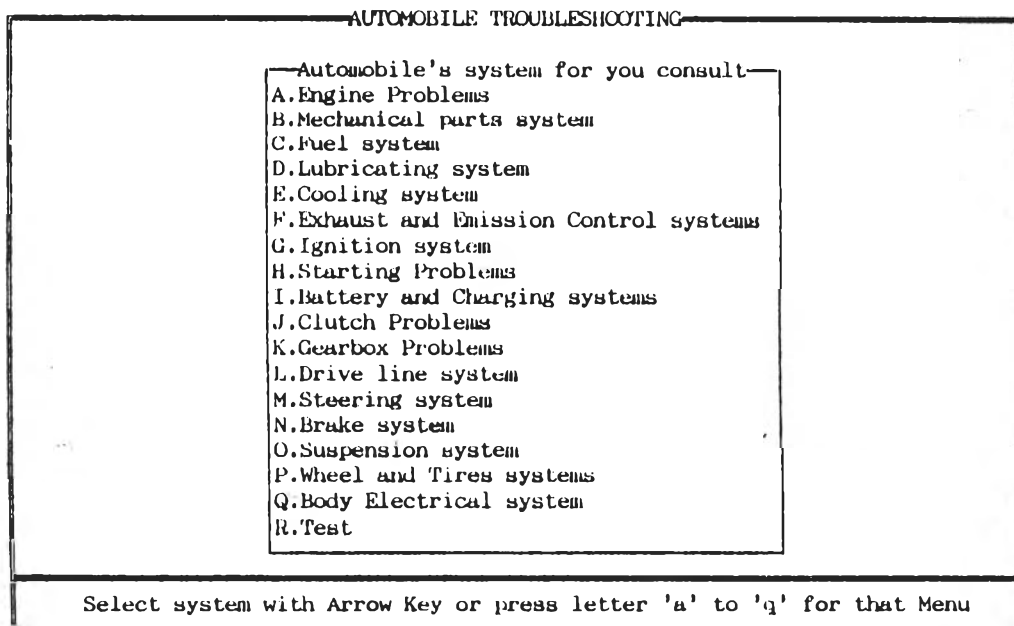 AUTOMOBILE TROUBLESHOOTING
Automobile's system for you consult
A.Engine Problems
B.Mechanical parts system
C.Fuel system
D.Lubricating system
E.Cooling system
F.Exhaust and Emission Control systems
G.Ignition system
H.Starting Problems
I.Battery and Charging systems
J.Clutch Problems
K.Gearbox Problems
L.Drive line system
M.Steering system
N.Brake system
O.Suspension system
P.Wheel and Tires systems
Q.Body Electrical system
R.Test
Select system with Arrow Key or press letter 'a' to 'q' for that Menu